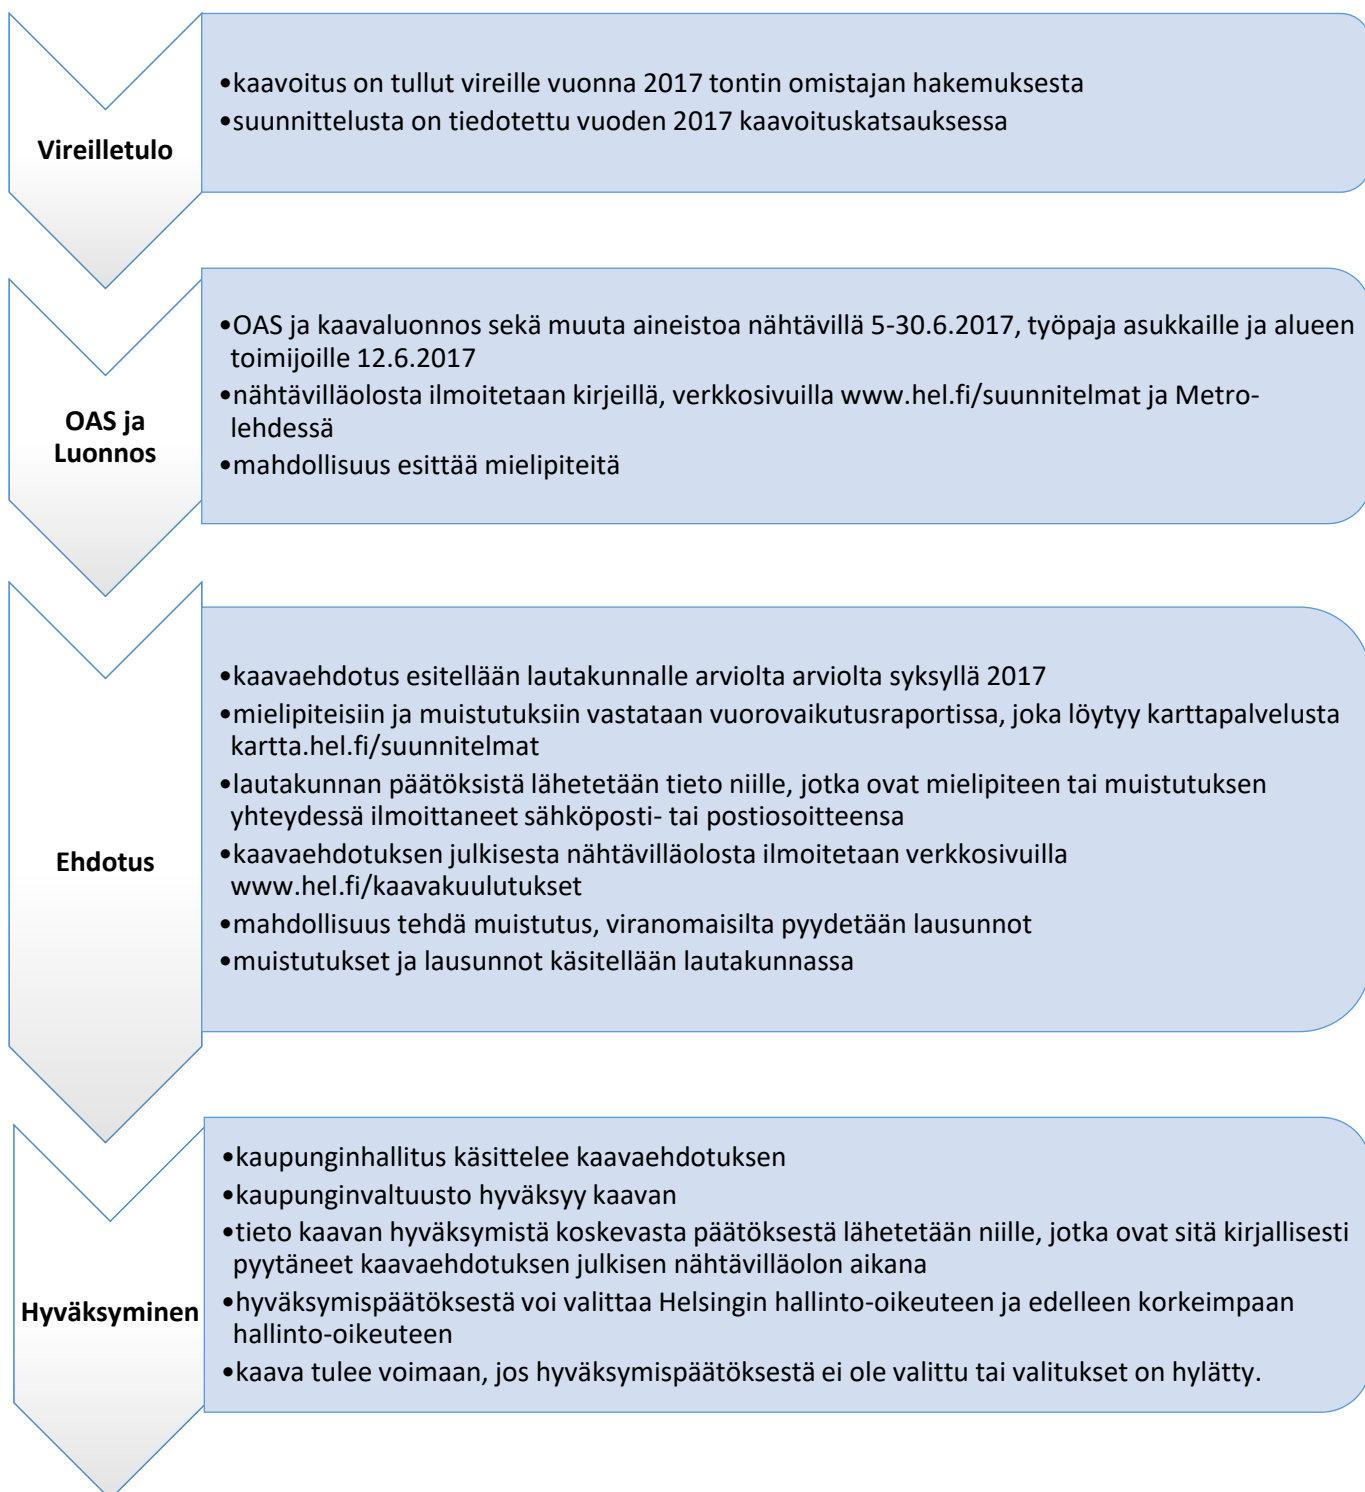 Vireilletulo
•kaavoitus on tullut vireille vuonna 2017 tontin omistajan hakemuksesta
•suunnittelusta on tiedotettu vuoden 2017 kaavoituskatsauksessa
OAS ja
Luonnos
•OAS ja kaavaluonnos sekä muuta aineistoa nähtävillä 5-30.6.2017, työpaja asukkaille ja alueen
toimijoille 12.6.2017
•nähtävilläolosta ilmoitetaan kirjeillä, verkkosivuilla www.hel.fi/suunnitelmat ja Metro-
lehdessä
•mahdollisuus esittää mielipiteitä
Ehdotus
•kaavaehdotus esitellään lautakunnalle arviolta arviolta syksyllä 2017
•mielipiteisiin ja muistutuksiin vastataan vuorovaikutusraportissa, joka löytyy karttapalvelusta
kartta.hel.fi/suunnitelmat
•lautakunnan päätöksistä lähetetään tieto niille, jotka ovat mielipiteen tai muistutuksen
yhteydessä ilmoittaneet sähköposti- tai postiosoitteensa
•kaavaehdotuksen julkisesta nähtävilläolosta ilmoitetaan verkkosivuilla
www.hel.fi/kaavakuulutukset
•mahdollisuus tehdä muistutus, viranomaisilta pyydetään lausunnot
•muistutukset ja lausunnot käsitellään lautakunnassa
Hyväksyminen
•kaupunginhallitus käsittelee kaavaehdotuksen
•kaupunginvaltuusto hyväksyy kaavan
•tieto kaavan hyväksymistä koskevasta päätöksestä lähetetään niille, jotka ovat sitä kirjallisesti
pyytäneet kaavaehdotuksen julkisen nähtävilläolon aikana
•hyväksymispäätöksestä voi valittaa Helsingin hallinto-oikeuteen ja edelleen korkeimpaan
hallinto-oikeuteen
•kaava tulee voimaan, jos hyväksymispäätöksestä ei ole valittu tai valitukset on hylätty.